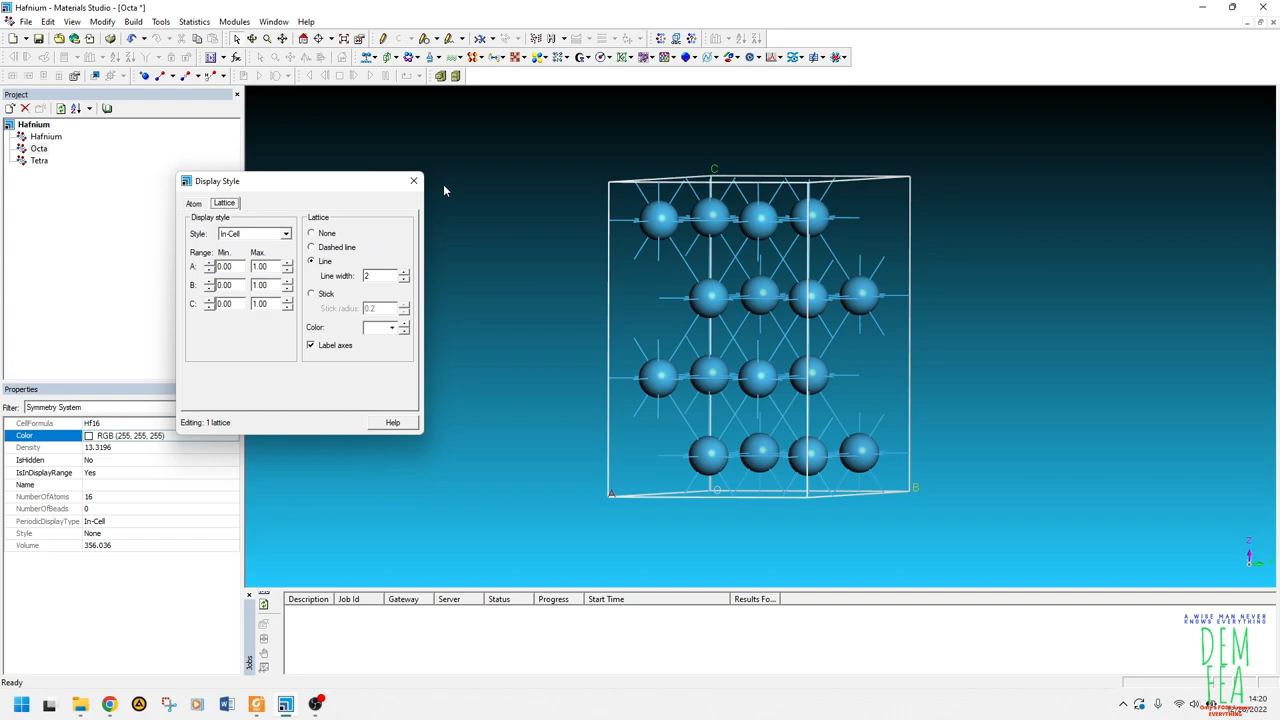 Hafnium - Materials Studio - [Octa *]
File Edit View Modify Build Tools Statistics Modules Window Help
Project
Hafnium
Hafnium
Octa
Tetra
Display Style
Atom Lattice
Display style
Style: In-Cell
Range: Min. Max.
A: 0.00 1.00
B: 0.00 1.00
C: 0.00 1.00
Lattice
None
Dashed line
Line
Line width: 2
Stick
Stick radius: 0.2
Color:
Label axes
Editing: 1 lattice
Help
Properties
Filter: Symmetry System
CellFormula Hf16
Color RGB (255, 255, 255)
Density 13.3196
IsHidden No
IsInDisplayRange Yes
Name
NumberOfAtoms 16
NumberOfBeads 0
PeriodicDisplayType In-Cell
Style None
Volume 356.036
C
A
O
B
Z
Description Job Id Gateway Server Status Progress Start Time Results Fo...
Jobs
Ready
A WISE MAN NEVER
KNOWS EVERYTHING
DEM
FEA
EVERYTHING
14:20